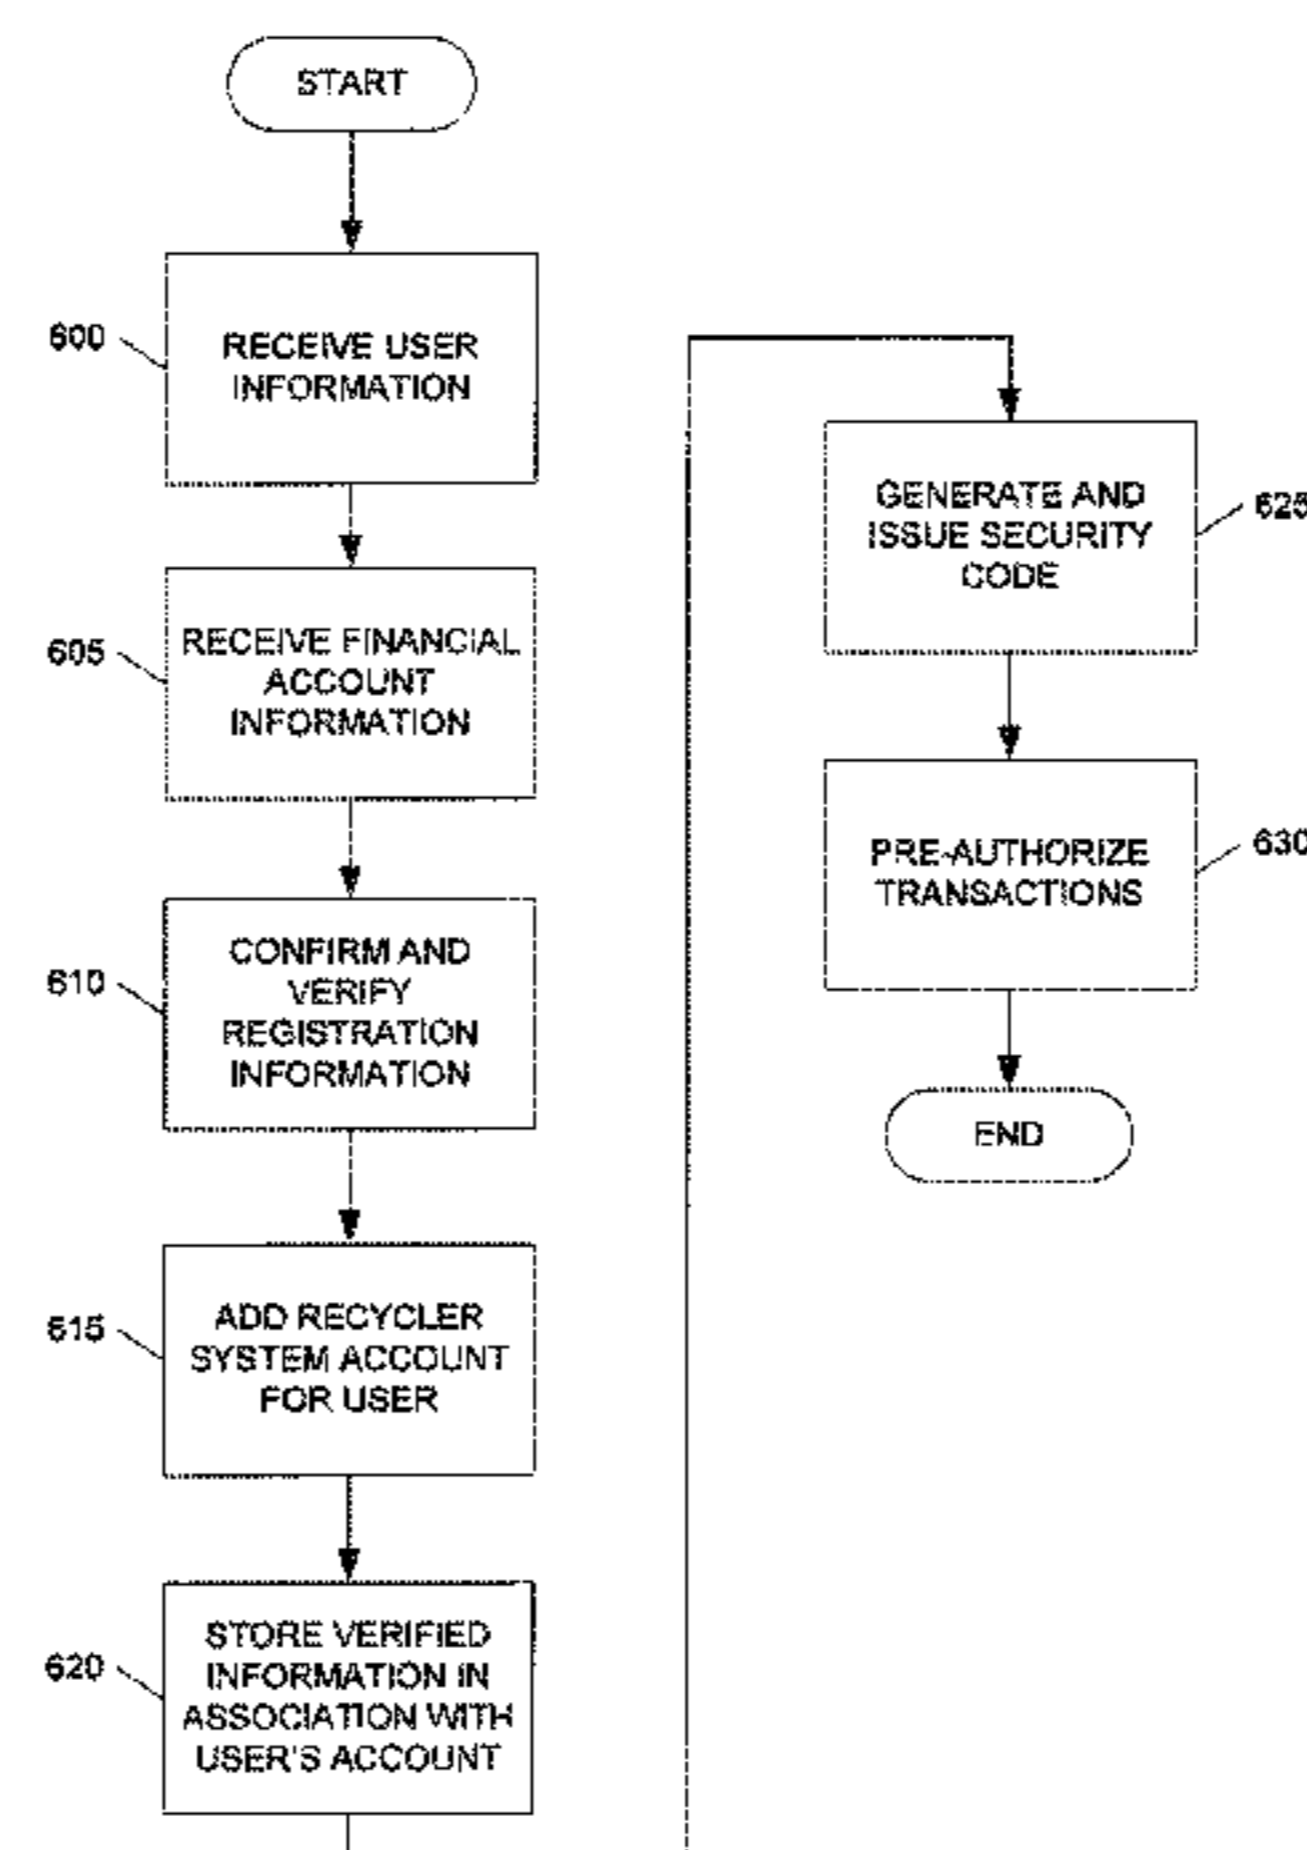 START
600
RECEIVE USER
INFORMATION
605
RECEIVE FINANCIAL
ACCOUNT
INFORMATION
610
CONFIRM AND
VERIFY
REGISTRATION
INFORMATION
615
ADD RECYCLER
SYSTEM ACCOUNT
FOR USER
620
STORE VERIFIED
INFORMATION IN
ASSOCIATION WITH
USER'S ACCOUNT
GENERATE AND
ISSUE SECURITY
CODE
625
PRE-AUTHORIZE
TRANSACTIONS
630
END